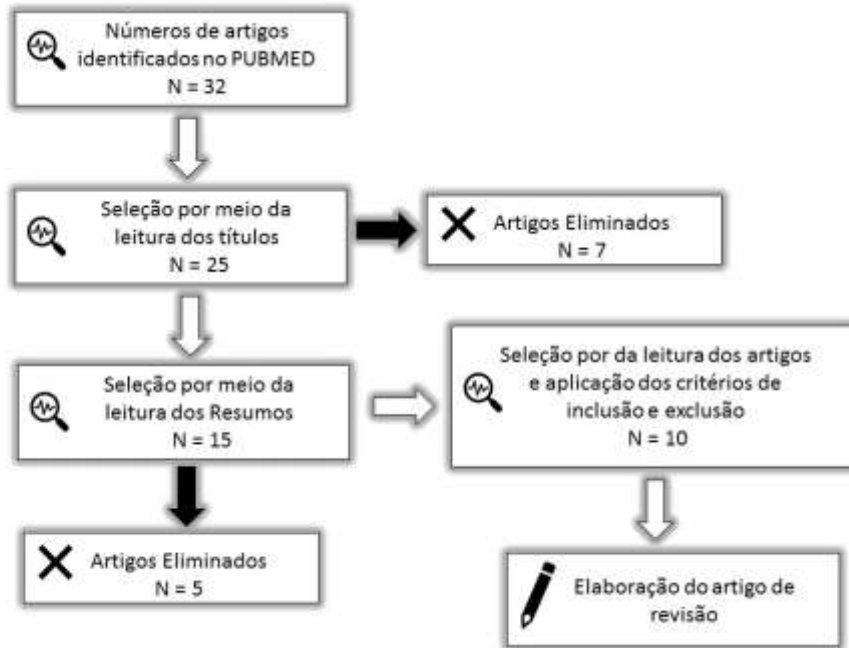 Números de artigos
identificados no PUBMED
N = 32
Seleção por meio da
leitura dos títulos
N = 25
Artigos Eliminados
N = 7
Seleção por meio da
leitura dos Resumos
N = 15
Seleção por da leitura dos artigos
e aplicação dos critérios de
inclusão e exclusão
N = 10
Artigos Eliminados
N = 5
Elaboração do artigo de
revisão